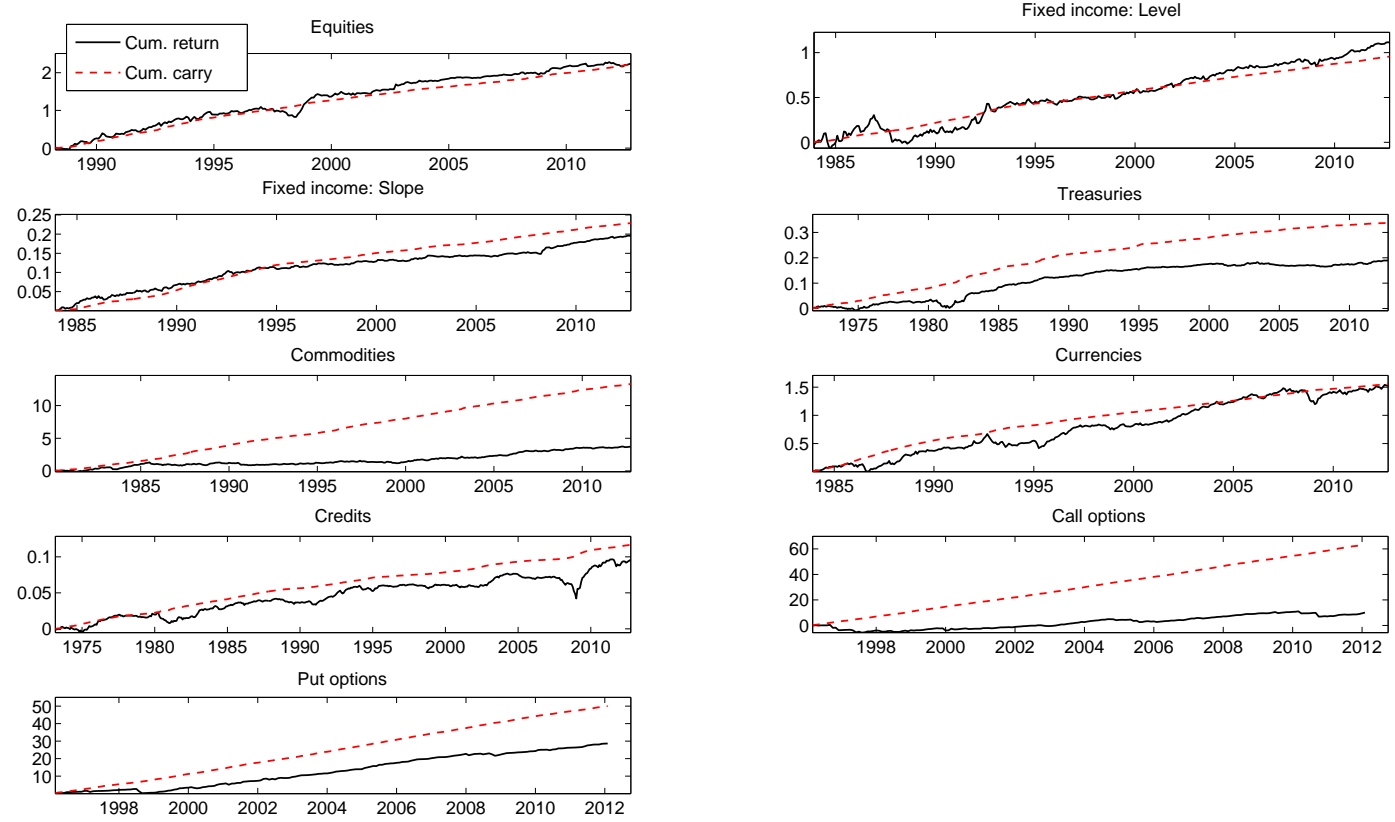 Equities
Cum. return
Cum. carry
2
1
0
1990 1995 2000 2005 2010
Fixed income: Level
1
0.5
0
1985 1990 1995 2000 2005 2010
Fixed income: Slope
0.25
0.2
0.15
0.1
0.05
1985 1990 1995 2000 2005 2010
Treasuries
0.3
0.2
0.1
0
1975 1980 1985 1990 1995 2000 2005 2010
Commodities
10
5
0
1985 1990 1995 2000 2005 2010
Currencies
1.5
1
0.5
1985 1990 1995 2000 2005 2010
Credits
0.1
0.05
0
1975 1980 1985 1990 1995 2000 2005 2010
Call options
60
40
20
0
1998 2000 2002 2004 2006 2008 2010 2012
Put options
50
40
30
20
10
1998 2000 2002 2004 2006 2008 2010 2012